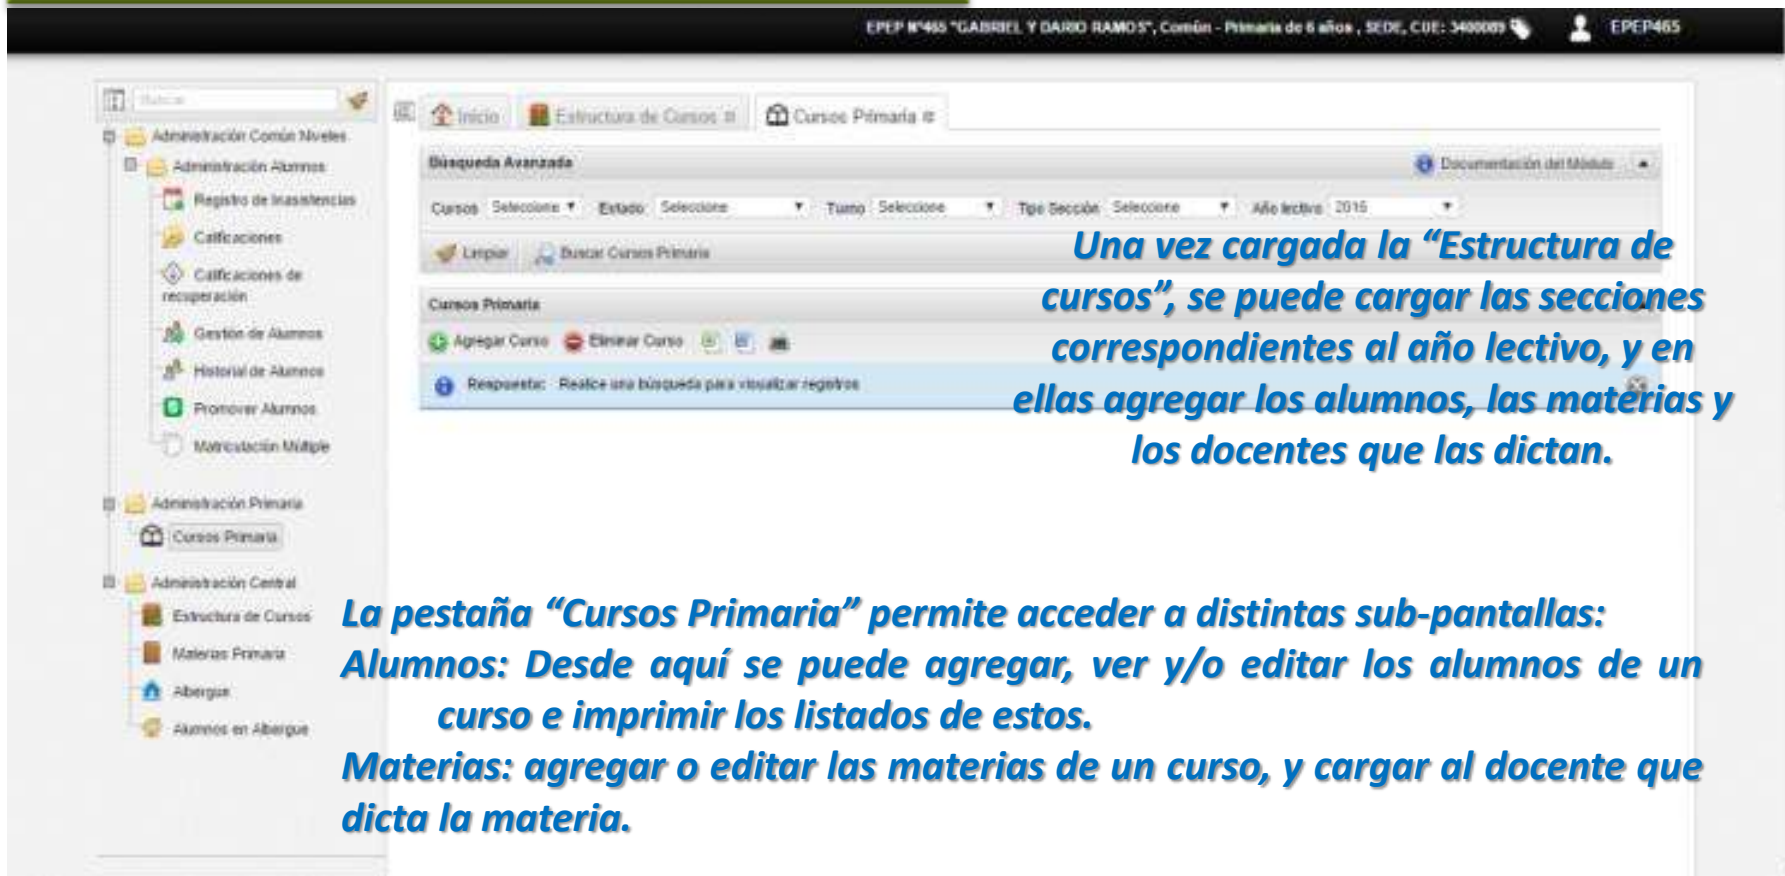 EPEP Nº465 "GABRIEL Y DARIO RAMOS", Común - Primaria de 6 años , SEDE, CUE: 3400089
EPEP465
Buscar
Administración Común Niveles
Administración Alumnos
Registro de Inasistencias
Calificaciones
Calificaciones de
recuperación
Gestión de Alumnos
Historial de Alumnos
Promover Alumnos
Matriculación Múltiple
Administración Primaria
Cursos Primaria
Administración Central
Estructura de Cursos
Materias Primaria
Albergue
Alumnos en Albergue
Inicio
Estructura de Cursos
Cursos Primaria
Búsqueda Avanzada
Documentación del Módulo
Cursos Seleccione Estado Seleccione Turno Seleccione Tipo Sección Seleccione Año lectivo 2016
Limpiar Buscar Cursos Primaria
Cursos Primaria
Agregar Curso Eliminar Curso
Respuesta: Realice una búsqueda para visualizar registros
Una vez cargada la “Estructura de
cursos”, se puede cargar las secciones
correspondientes al año lectivo, y en
ellas agregar los alumnos, las materias y
los docentes que las dictan.
La pestaña “Cursos Primaria” permite acceder a distintas sub-pantallas:
Alumnos: Desde aquí se puede agregar, ver y/o editar los alumnos de un
curso e imprimir los listados de estos.
Materias: agregar o editar las materias de un curso, y cargar al docente que
dicta la materia.